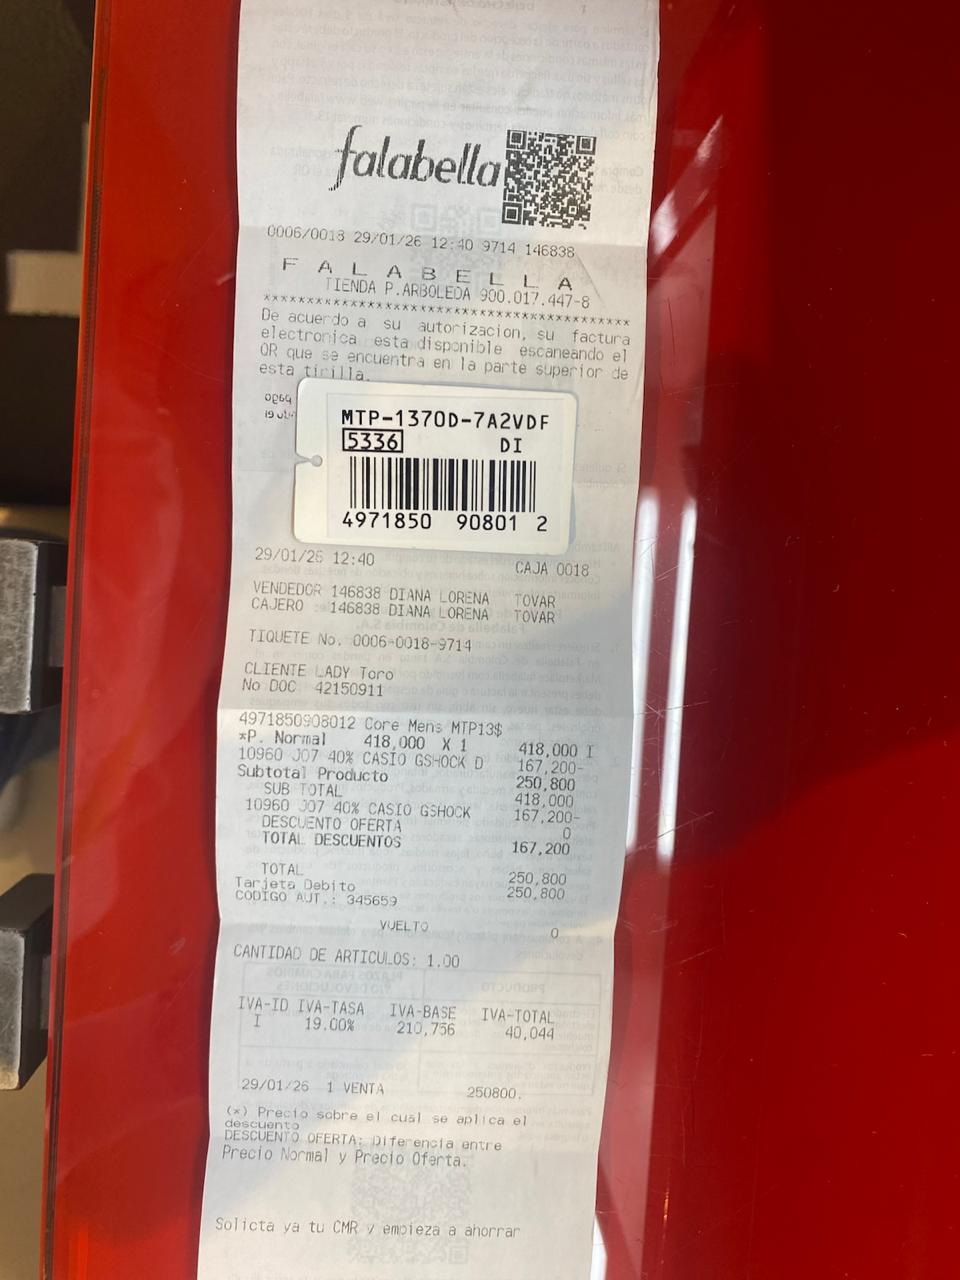 falabella
0006/0018 29/01/26 12:40 9714 146838
F A L A B E L L A
TIENDA P.ARBOLEDA 900.017.447-8
****************************************
De acuerdo a su autorizacion, su factura
electronica esta disponible escaneando el
QR que se encuentra en la parte superior de
esta tirilla.
MTP-1370D-7A2VDF
5336 DI
4971850 90801 2
29/01/26 12:40 CAJA 0018
VENDEDOR 146838 DIANA LORENA TOVAR
CAJERO 146838 DIANA LORENA TOVAR
TIQUETE No. 0006-0018-9714
CLIENTE LADY Toro
No DOC 42150911
4971850908012 Core Mens MTP13$
*P. Normal 418,000 X 1 418,000 I
10960 J07 40% CASIO GSHOCK D 167,200-
Subtotal Producto 250,800
SUB TOTAL 418,000
10960 J07 40% CASIO GSHOCK 167,200-
DESCUENTO OFERTA 0
TOTAL DESCUENTOS 167,200
TOTAL 250,800
Tarjeta Debito 250,800
CODIGO AUT.: 345659
VUELTO 0
CANTIDAD DE ARTICULOS: 1.00
IVA-ID IVA-TASA IVA-BASE IVA-TOTAL
I 19.00% 210,756 40,044
29/01/26 1 VENTA 250800.
(*) Precio sobre el cual se aplica el
descuento
DESCUENTO OFERTA: Diferencia entre
Precio Normal y Precio Oferta.
Solicta ya tu CMR y empieza a ahorrar